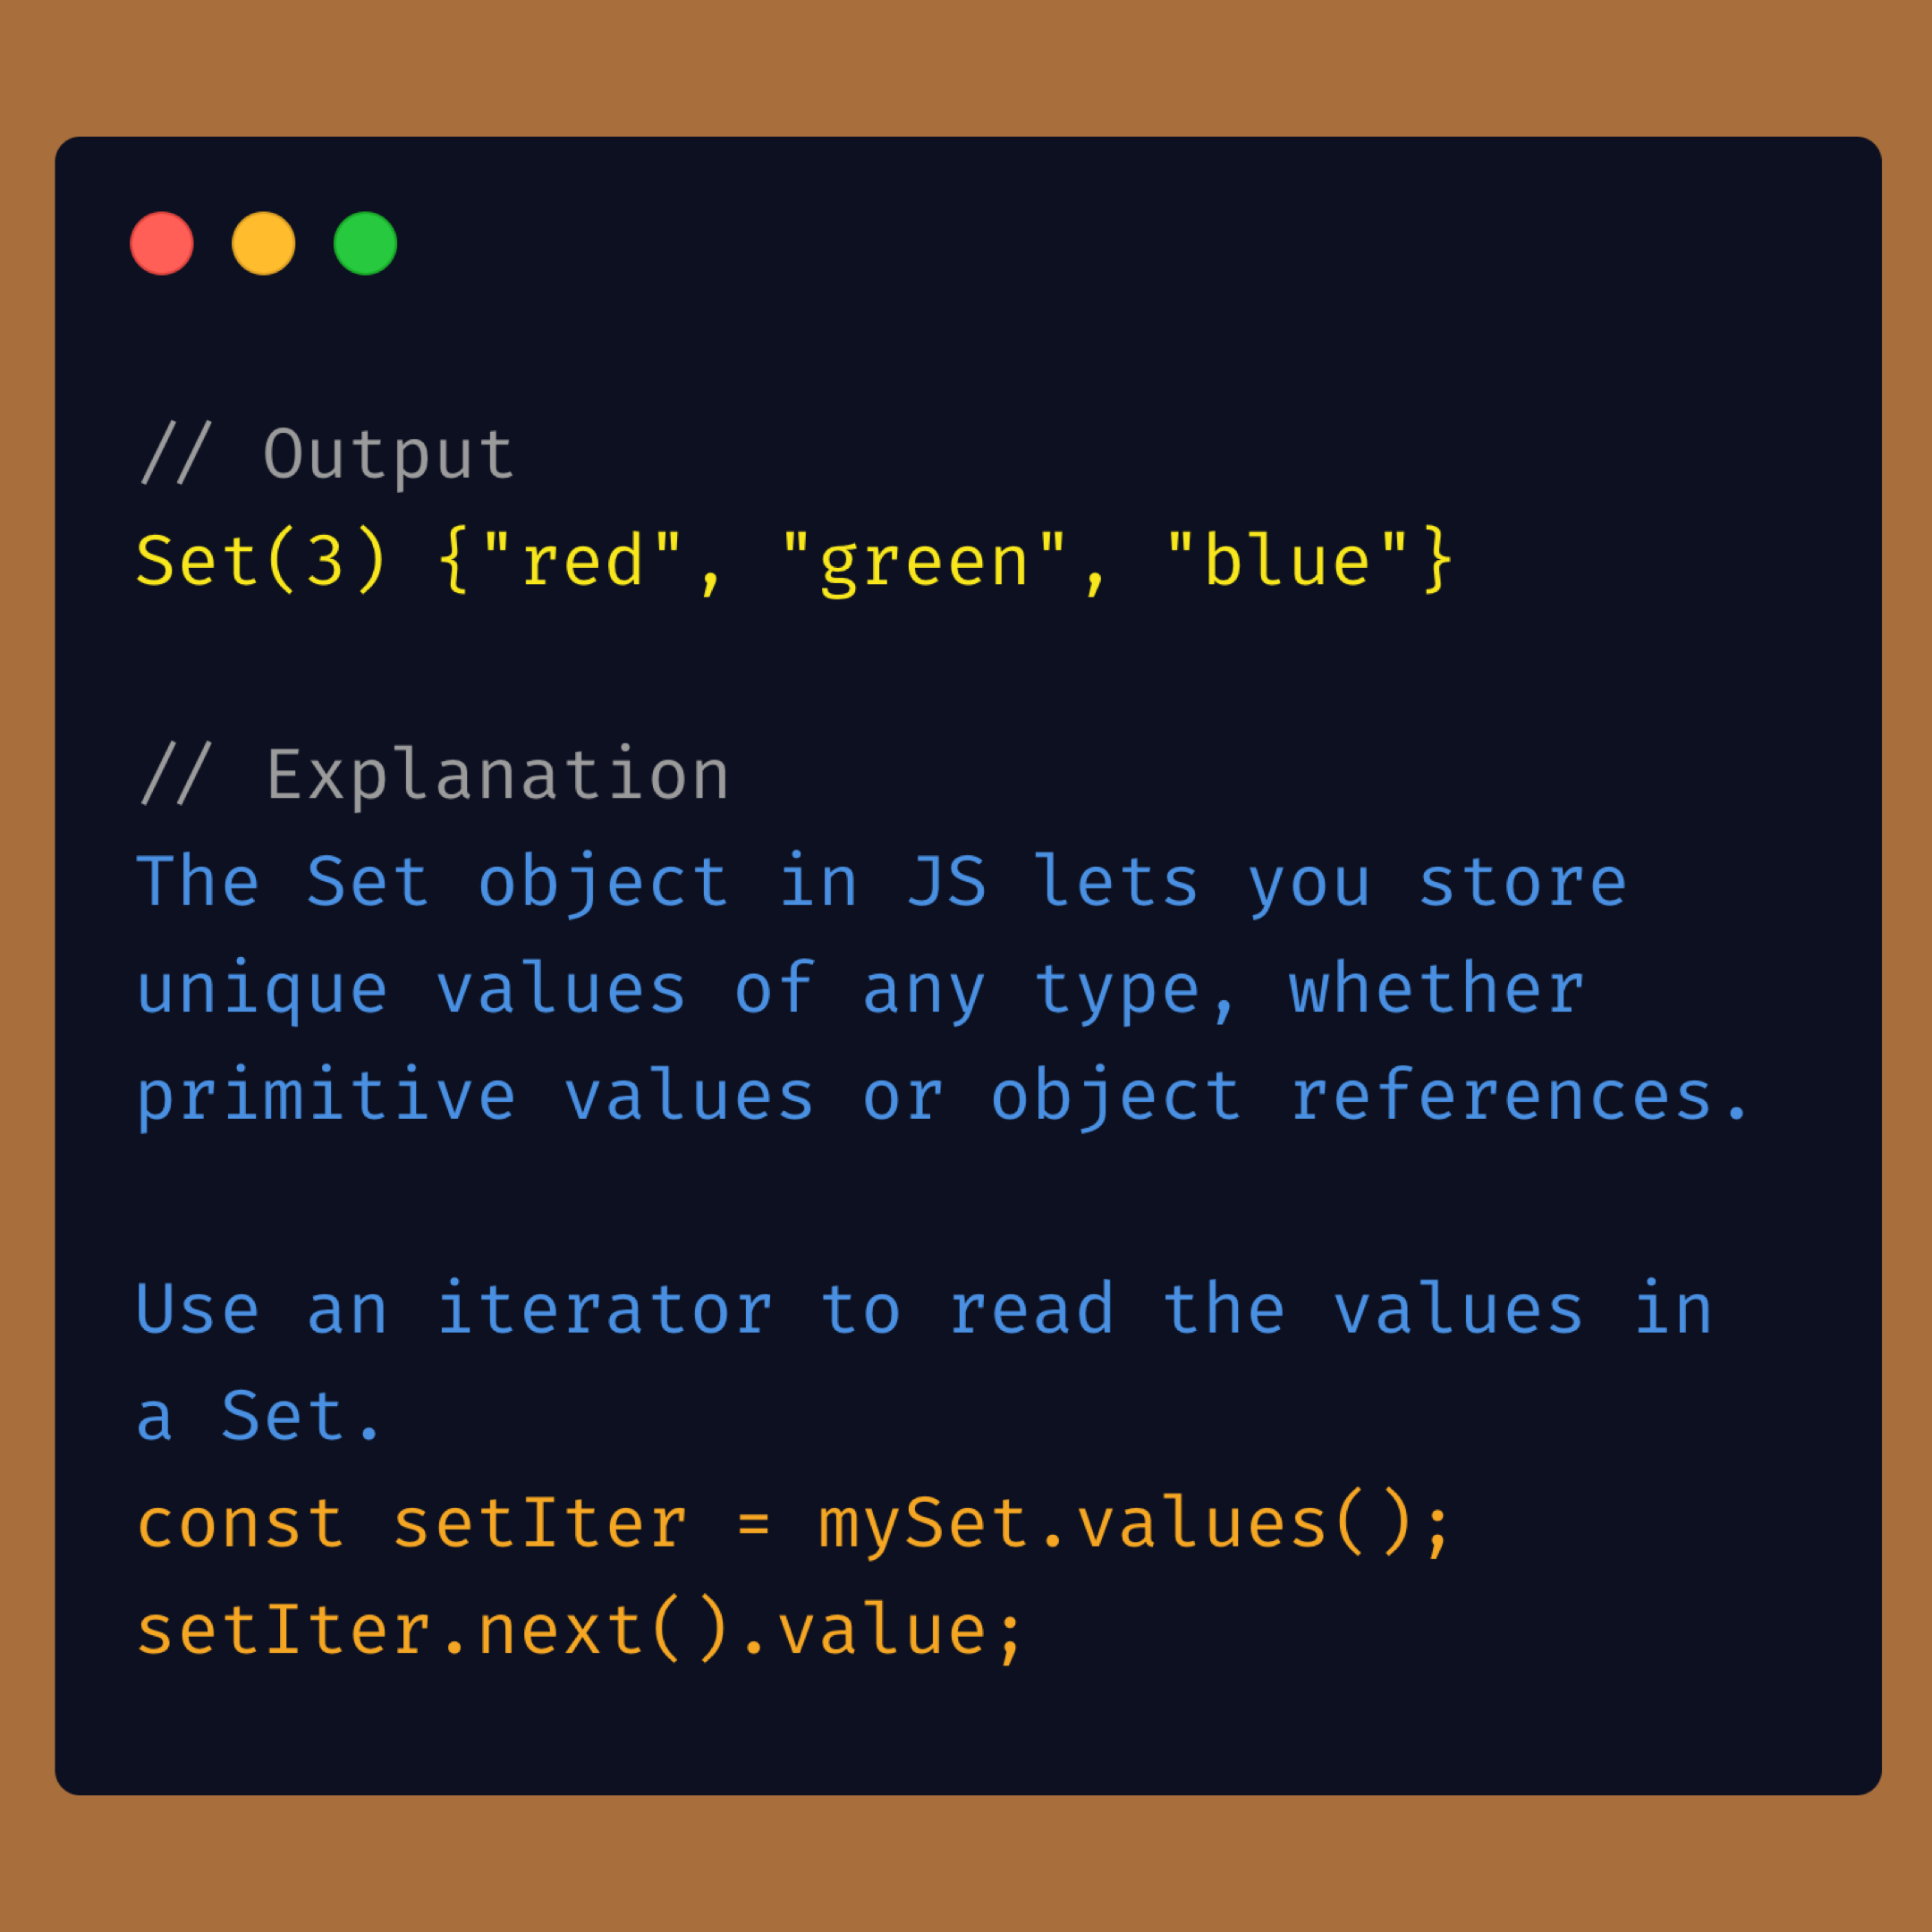 // Output
Set(3) {"red", "green", "blue"}
// Explanation
The Set object in JS lets you store
unique values of any type, whether
primitive values or object references.
Use an iterator to read the values in
a Set.
const setIter = mySet.values();
setIter.next().value;